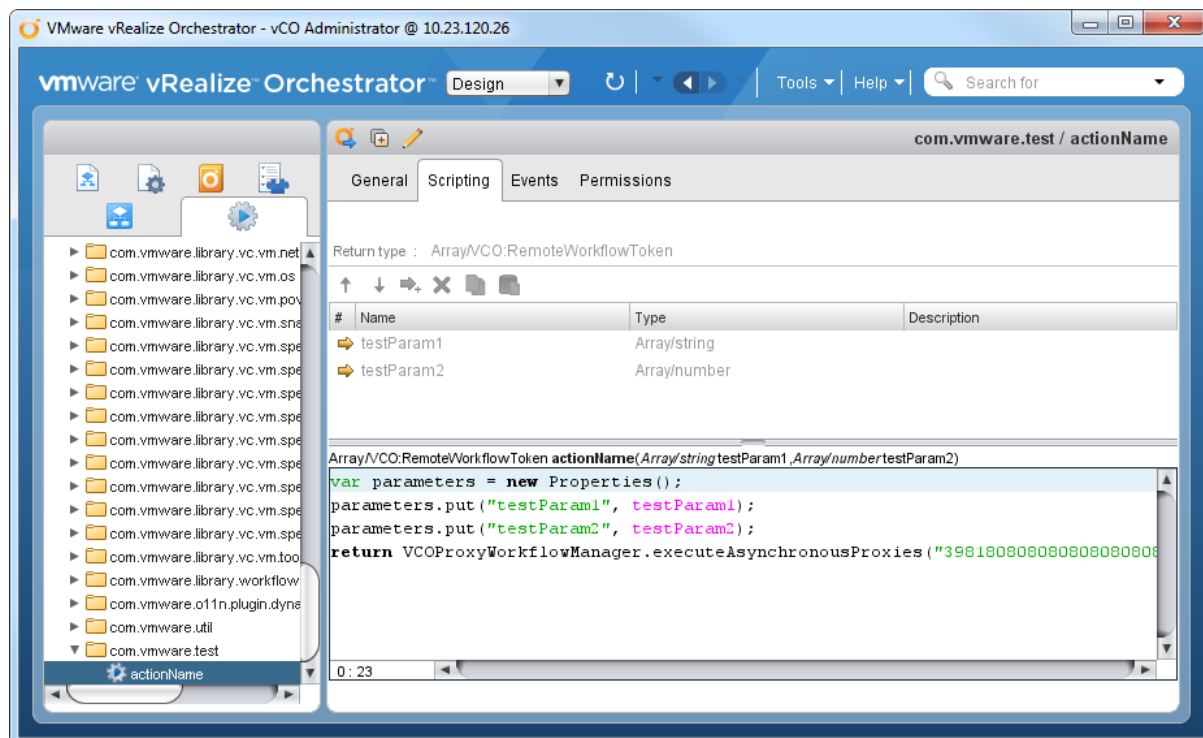 VMware vRealize Orchestrator - vCO Administrator @ 10.23.120.26
vmware vRealize™ Orchestrator™ Design Tools Help Search for
com.vmware.test / actionName
General Scripting Events Permissions
Return type : Array/VCO:RemoteWorkflowToken
# Name Type Description
testParam1 Array/string
testParam2 Array/number
com.vmware.library.vc.vm.net
com.vmware.library.vc.vm.os
com.vmware.library.vc.vm.pov
com.vmware.library.vc.vm.sna
com.vmware.library.vc.vm.spe
com.vmware.library.vc.vm.spe
com.vmware.library.vc.vm.spe
com.vmware.library.vc.vm.spe
com.vmware.library.vc.vm.spe
com.vmware.library.vc.vm.spe
com.vmware.library.vc.vm.spe
com.vmware.library.vc.vm.spe
com.vmware.library.vc.vm.spe
com.vmware.library.vc.vm.too
com.vmware.library.workflow
com.vmware.o11n.plugin.dyna
com.vmware.util
com.vmware.test
actionName
Array/VCO:RemoteWorkflowToken actionName(Array/string testParam1 ,Array/number testParam2)
var parameters = new Properties();
parameters.put("testParam1", testParam1);
parameters.put("testParam2", testParam2);
return VCOProxyWorkflowManager.executeAsynchronousProxies("398180808080808080808
0 : 23